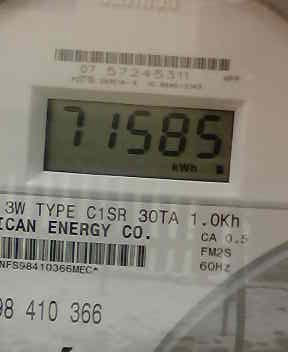 07 57245311
71585
kWh
3W TYPE C1SR 30TA 1.0Kh
ICAN ENERGY CO.
CA 0.5
FM2S
60HZ
NFS98410366MEC*
98 410 366